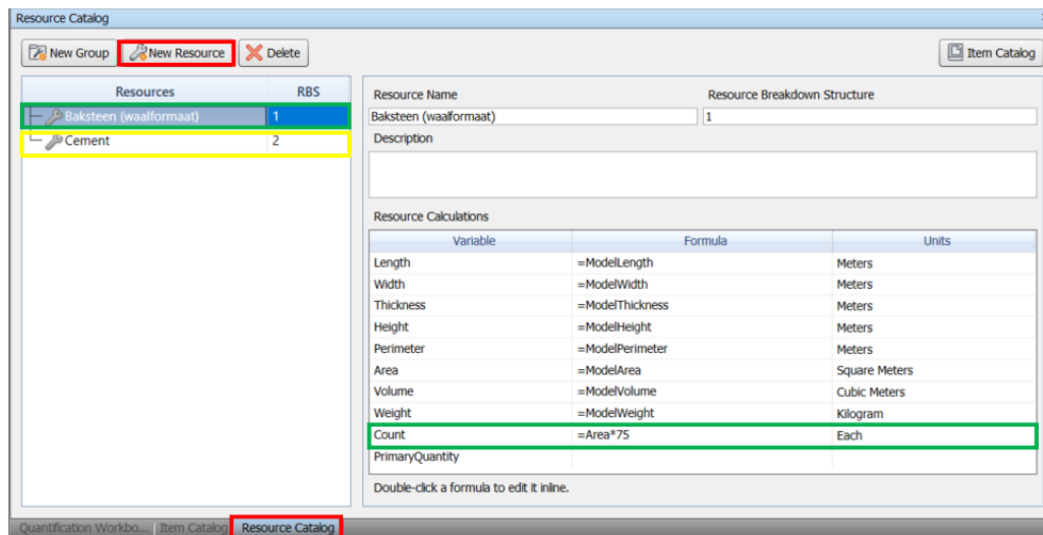 Resource Catalog
New Group New Resource Delete Item Catalog
Resources RBS
Baksteen (waalformaat) 1
Cement 2
Resource Name Resource Breakdown Structure
Baksteen (waalformaat) 1
Description
Resource Calculations
Variable Formula Units
Length =ModelLength Meters
Width =ModelWidth Meters
Thickness =ModelThickness Meters
Height =ModelHeight Meters
Perimeter =ModelPerimeter Meters
Area =ModelArea Square Meters
Volume =ModelVolume Cubic Meters
Weight =ModelWeight Kilogram
Count =Area*75 Each
PrimaryQuantity
Double-click a formula to edit it inline.
Quantification Workbo... Item Catalog Resource Catalog